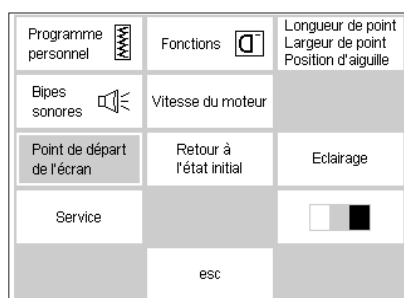 Programme
personnel
Fonctions
Longueur de point
Largeur de point
Position d'aiguille
Bipes
sonores
Vitesse du moteur
Point de départ
de l'écran
Retour à
l'état initial
Eclairage
Service
esc